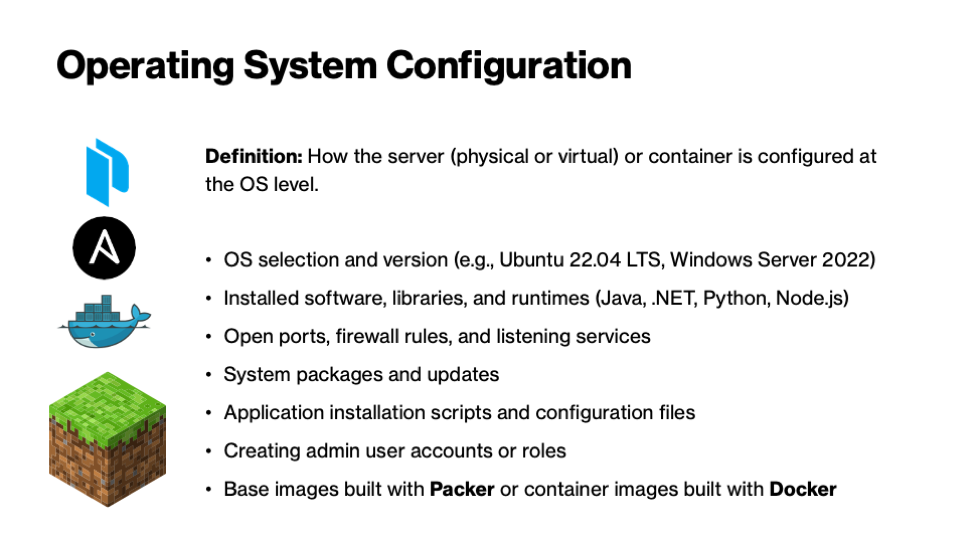 Operating System Configuration
Definition: How the server (physical or virtual) or container is configured at
the OS level.
• OS selection and version (e.g., Ubuntu 22.04 LTS, Windows Server 2022)
• Installed software, libraries, and runtimes (Java, .NET, Python, Node.js)
• Open ports, firewall rules, and listening services
• System packages and updates
• Application installation scripts and configuration files
• Creating admin user accounts or roles
• Base images built with Packer or container images built with Docker